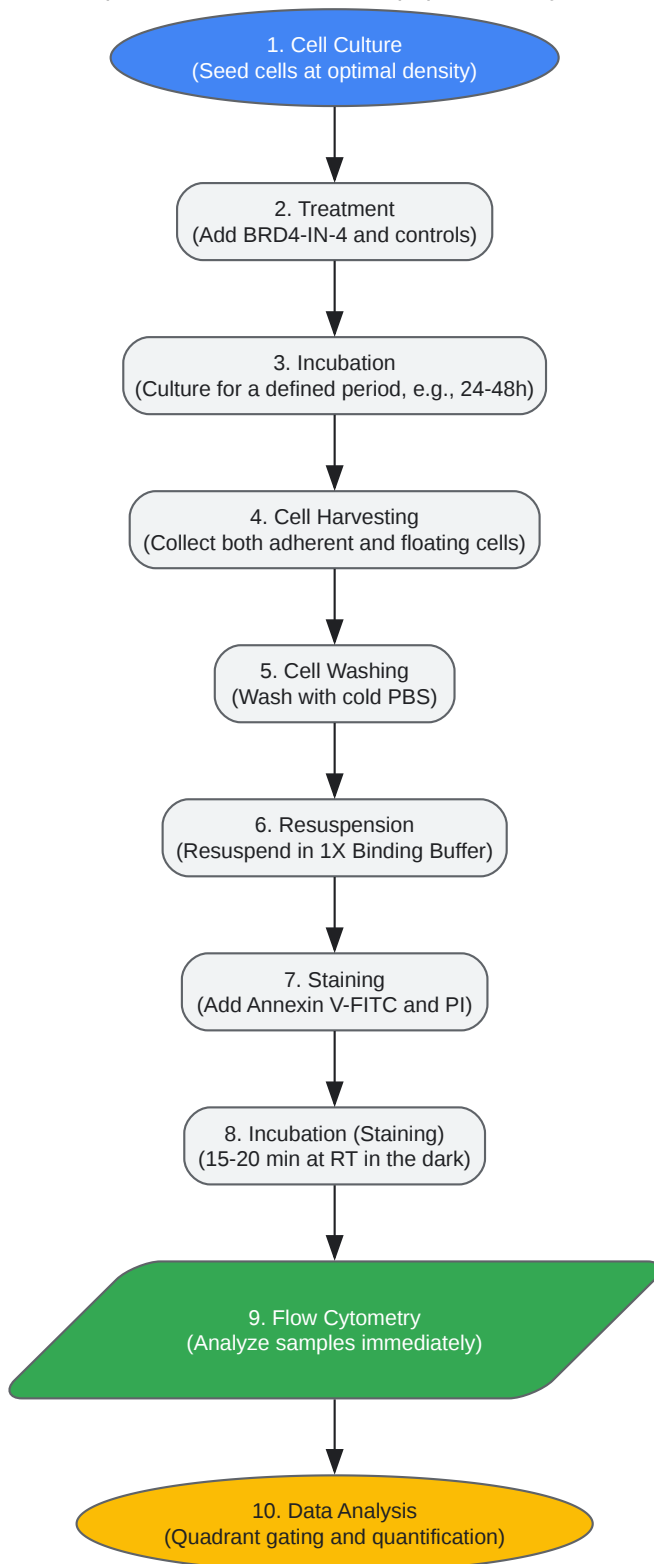 1. Cell Culture
(Seed cells at optimal density)
2. Treatment
(Add BRD4-IN-4 and controls)
3. Incubation
(Culture for a defined period, e.g., 24-48h)
4. Cell Harvesting
(Collect both adherent and floating cells)
5. Cell Washing
(Wash with cold PBS)
6. Resuspension
(Resuspend in 1X Binding Buffer)
7. Staining
(Add Annexin V-FITC and PI)
8. Incubation (Staining)
(15-20 min at RT in the dark)
9. Flow Cytometry
(Analyze samples immediately)
10. Data Analysis
(Quadrant gating and quantification)